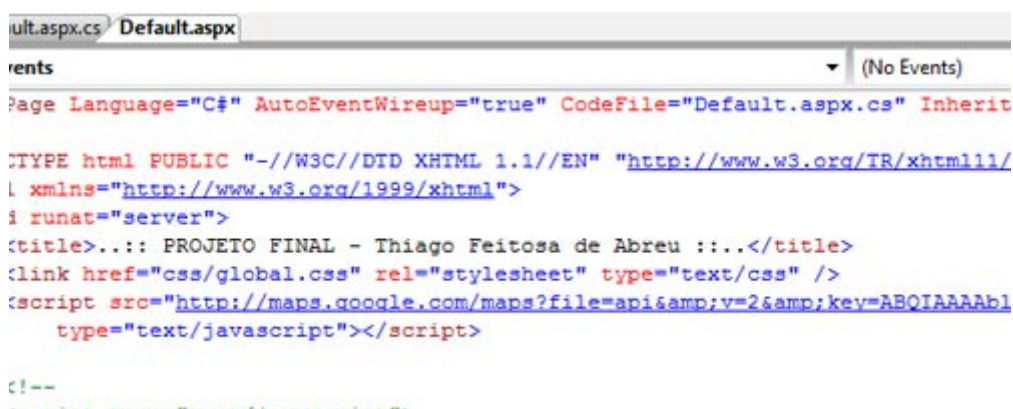 ult.aspx.cs Default.aspx
vents (No Events)
Page Language="C#" AutoEventWireup="true" CodeFile="Default.aspx.cs" Inherit
CTYPE html PUBLIC "-//W3C//DTD XHTML 1.1//EN" "http://www.w3.org/TR/xhtml11/
l xmlns="http://www.w3.org/1999/xhtml">
d runat="server">
<title>..:: PROJETO FINAL - Thiago Feitosa de Abreu ::..</title>
<link href="css/global.css" rel="stylesheet" type="text/css" />
<script src="http://maps.google.com/maps?file=api&amp;v=2&amp;key=ABQIAAAAbl
type="text/javascript"></script>
<!--